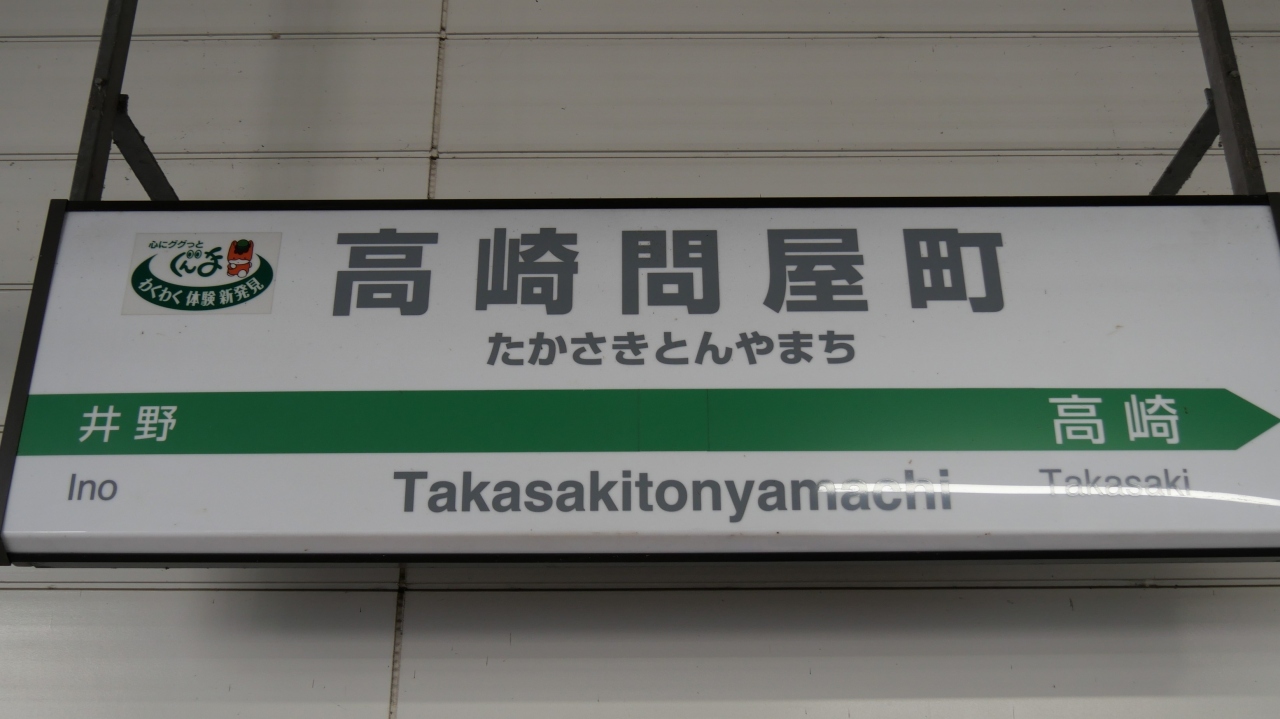 心にググっと
ぐんま
わくわく 体験 新発見
高崎問屋町
たかさきとんやまち
井野
高崎
Ino
Takasakitonyamachi
Takasaki